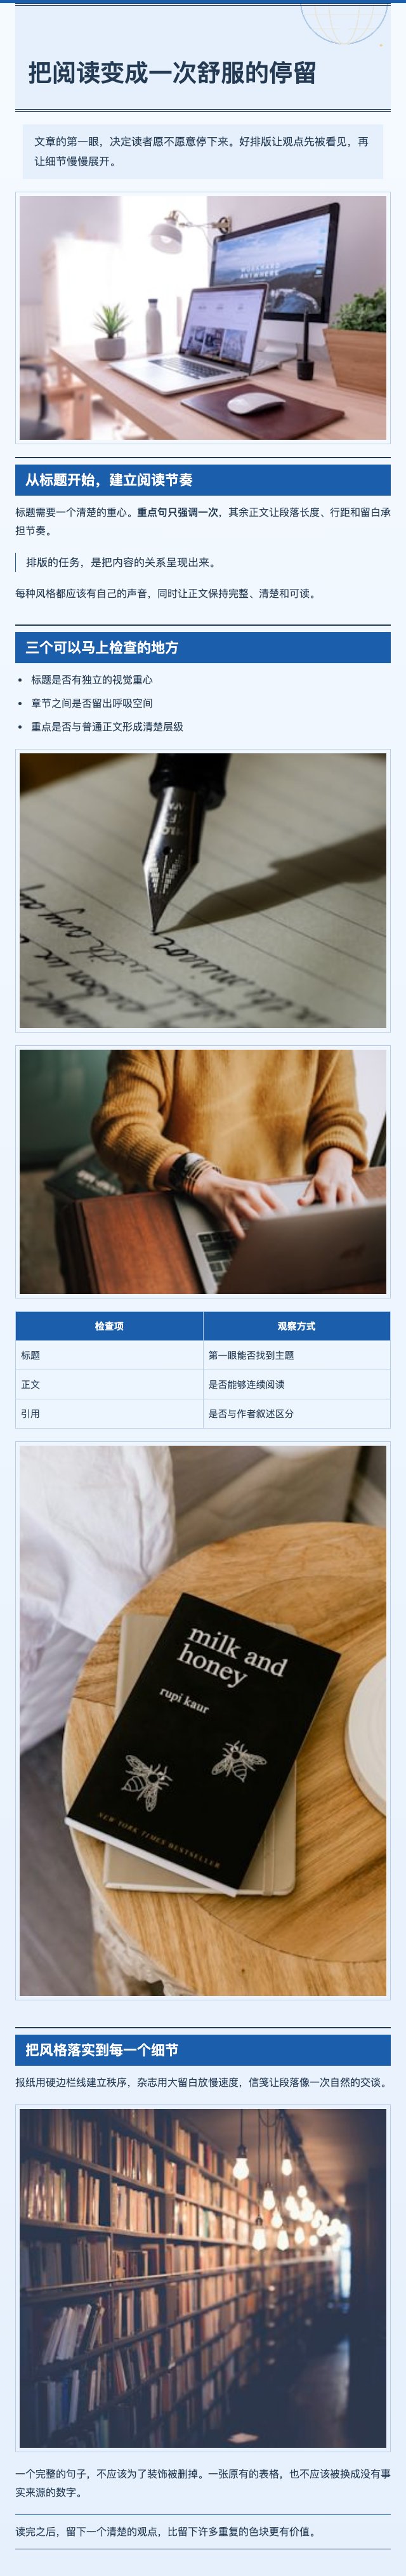 把阅读变成一次舒服的停留
文章的第一眼，决定读者愿不愿意停下来。好排版让观点先被看见，再
让细节慢慢展开。
从标题开始，建立阅读节奏
标题需要一个清楚的重心。重点句只强调一次，其余正文让段落长度、行距和留白承
担节奏。
排版的任务，是把内容的关系呈现出来。
每种风格都应该有自己的声音，同时让正文保持完整、清楚和可读。
三个可以马上检查的地方
• 标题是否有独立的视觉重心
• 章节之间是否留出呼吸空间
• 重点是否与普通正文形成清楚层级
检查项 观察方式
标题 第一眼能否找到主题
正文 是否能够连续阅读
引用 是否与作者叙述区分
milk and
honey
rupi kaur
NEW YORK TIMES BESTSELLER
把风格落实到每一个细节
报纸用硬边栏线建立秩序，杂志用大留白放慢速度，信笺让段落像一次自然的交谈。
一个完整的句子，不应该为了装饰被删掉。一张原有的表格，也不应该被换成没有事
实来源的数字。
读完之后，留下一个清楚的观点，比留下许多重复的色块更有价值。